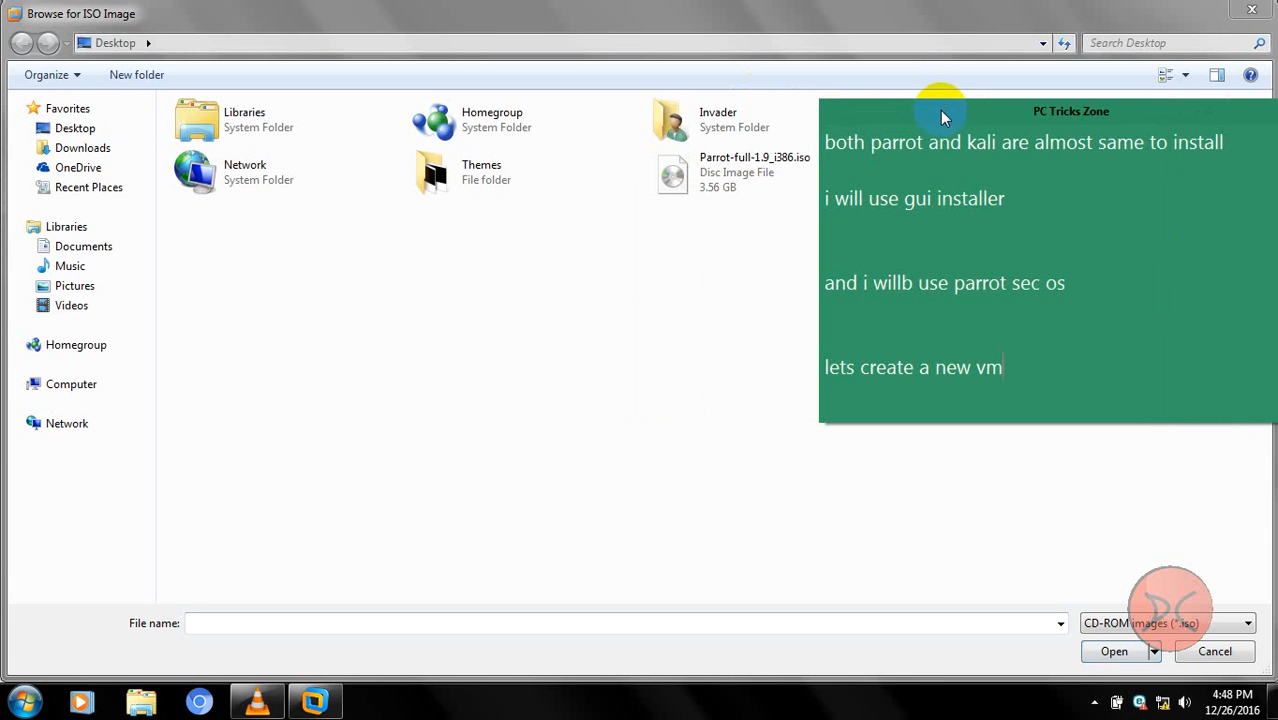 Browse for ISO Image
Desktop
Search Desktop
Organize
New folder
Favorites
Desktop
Downloads
OneDrive
Recent Places
Libraries
Documents
Music
Pictures
Videos
Homegroup
Computer
Network
Libraries
System Folder
Homegroup
System Folder
Invader
System Folder
Network
System Folder
Themes
File folder
Parrot-full-1.9_i386.iso
Disc Image File
3.56 GB
PC Tricks Zone
both parrot and kali are almost same to install
i will use gui installer
and i willb use parrot sec os
lets create a new vm
File name:
CD-ROM images (*.iso)
Open
Cancel
4:48 PM
12/26/2016